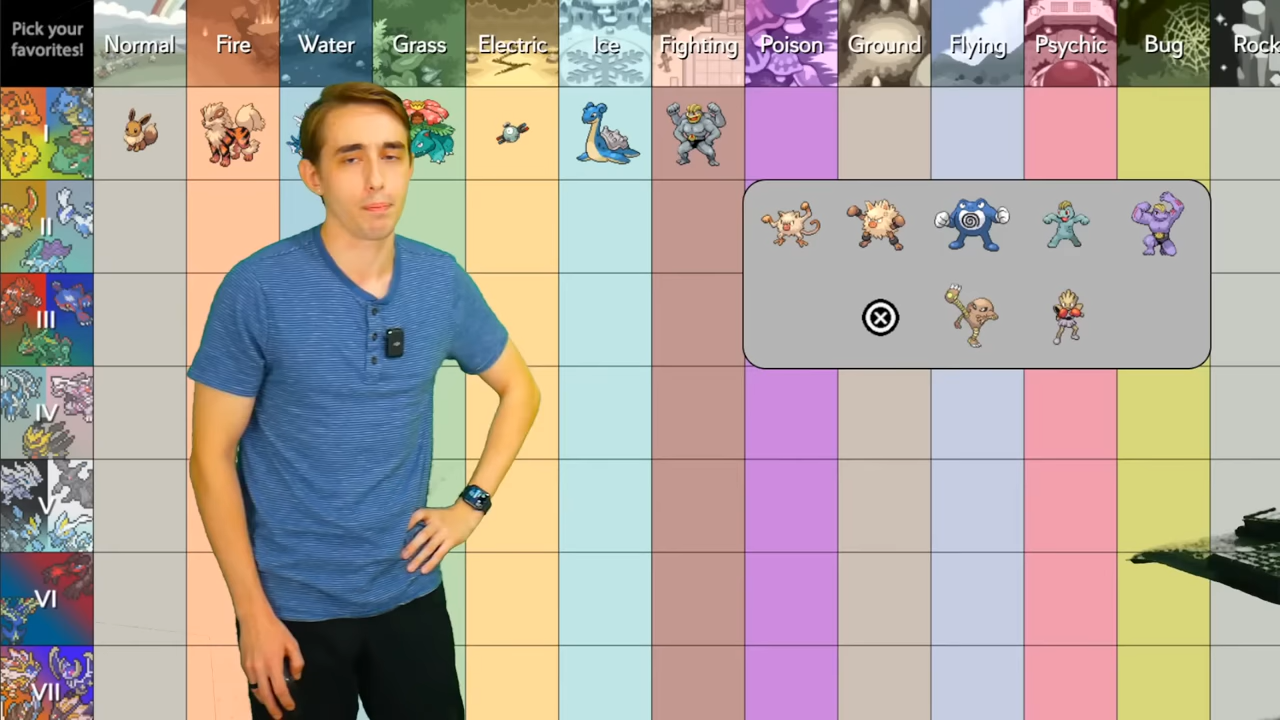 Pick your
favorites!
Normal
Fire
Water
Grass
Electric
Ice
Fighting
Poison
Ground
Flying
Psychic
Bug
Rock
I
II
III
IV
V
VI
VII